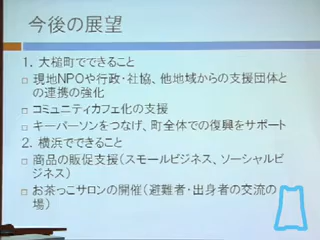 今後の展望
1. 大槌町でできること
□ 現地NPOや行政・社協、他地域からの支援団体と
の連携の強化
□ コミュニティカフェ化の支援
□ キーパーソンをつなげ、町全体での復興をサポート
2. 横浜でできること
□ 商品の販促支援（スモールビジネス、ソーシャルビ
ジネス）
□ お茶っこサロンの開催（避難者・出身者の交流の
場）